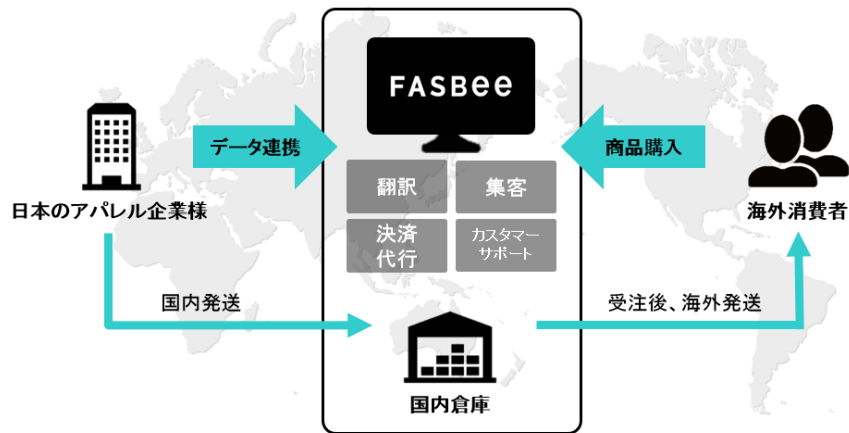 FASBee
データ連携
商品購入
翻訳
集客
日本のアパレル企業様
海外消費者
決済
代行
カスタマー
サポート
国内発送
受注後、海外発送
国内倉庫